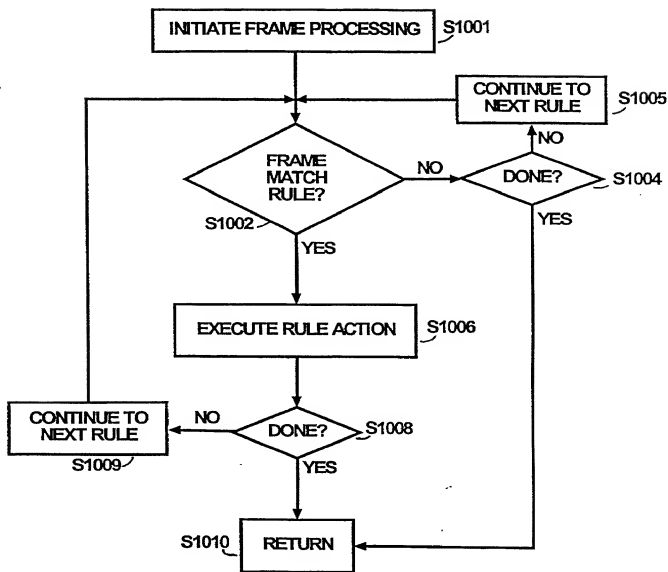 INITIATE FRAME PROCESSING
S1001
CONTINUE TO
NEXT RULE
S1005
NO
FRAME
MATCH
RULE?
NO
DONE?
S1004
S1002
YES
YES
EXECUTE RULE ACTION
S1006
CONTINUE TO
NEXT RULE
NO
DONE?
S1008
S1009
YES
S1010
RETURN